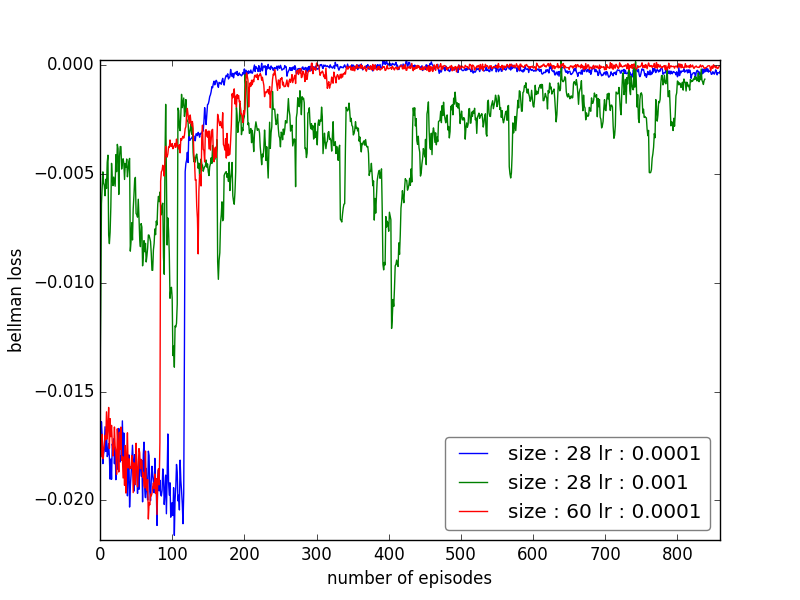 0.000
−0.005
−0.010
−0.015
−0.020
bellman loss
size : 28 lr : 0.0001
size : 28 lr : 0.001
size : 60 lr : 0.0001
0 100 200 300 400 500 600 700 800
number of episodes